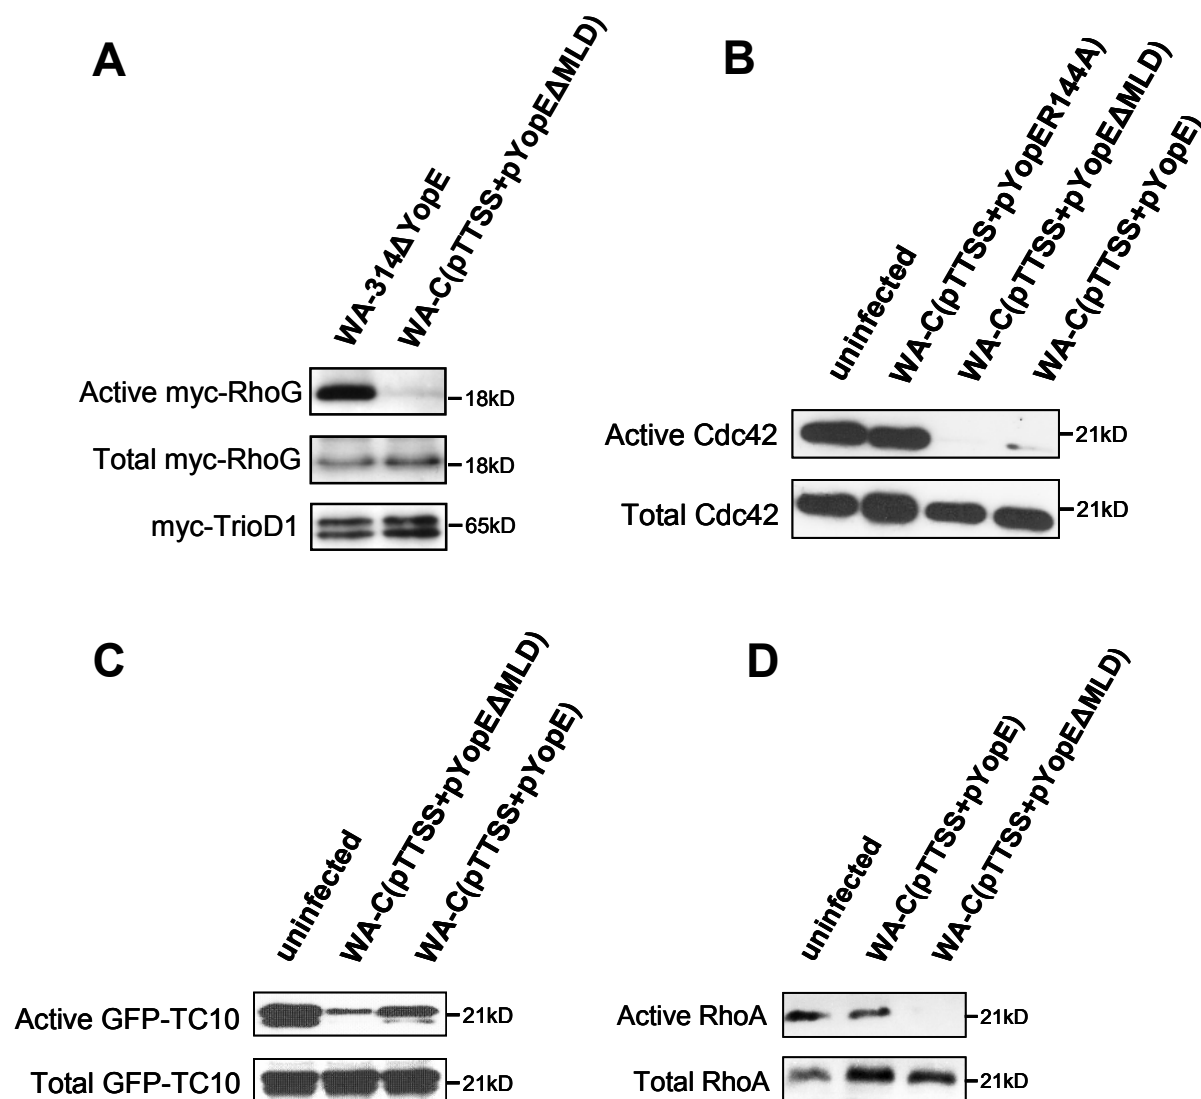 A
WA-314ΔYopE
WA-C(pTTSS+pYopEΔMLD)
Active myc-RhoG
18kD
Total myc-RhoG
18kD
myc-TrioD1
65kD
B
uninfected
WA-C(pTTSS+pYopER144A)
WA-C(pTTSS+pYopEΔMLD)
WA-C(pTTSS+pYopE)
Active Cdc42
21kD
Total Cdc42
21kD
C
uninfected
WA-C(pTTSS+pYopEΔMLD)
WA-C(pTTSS+pYopE)
Active GFP-TC10
21kD
Total GFP-TC10
21kD
D
uninfected
WA-C(pTTSS+pYopE)
WA-C(pTTSS+pYopEΔMLD)
Active RhoA
21kD
Total RhoA
21kD